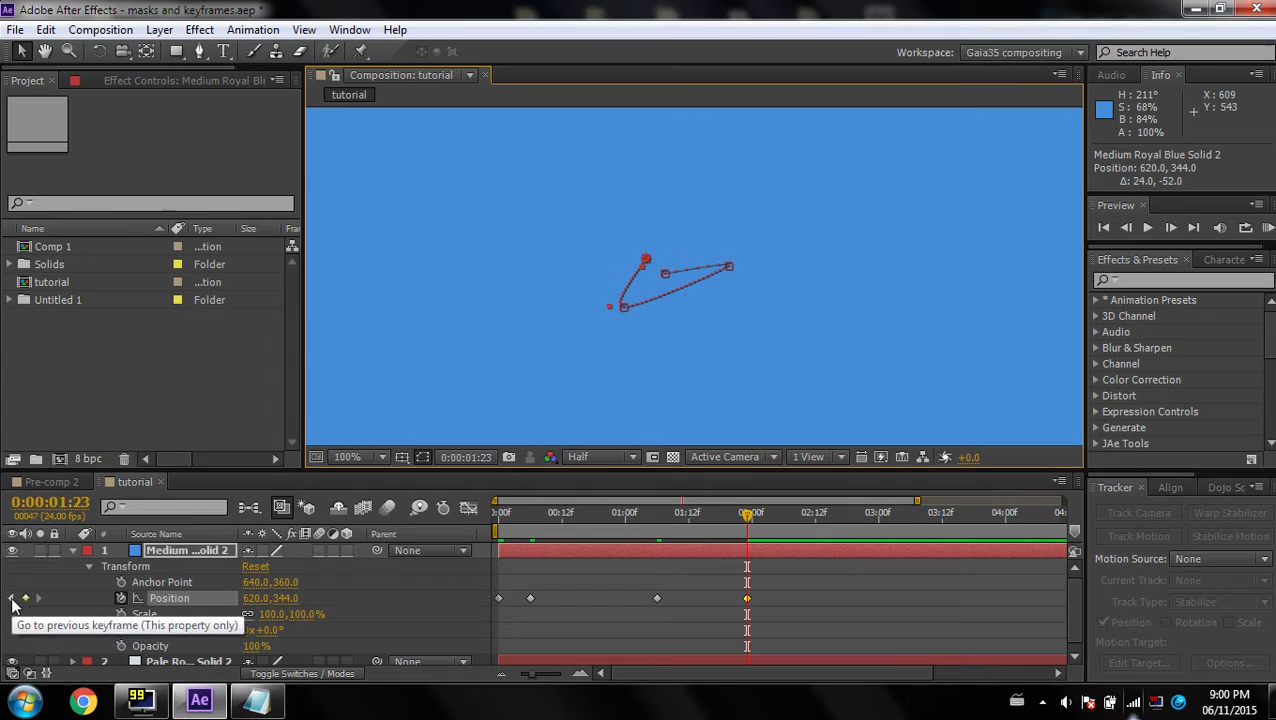 Adobe After Effects - masks and keyframes.aep *
File Edit Composition Layer Effect Animation View Window Help
Workspace: Gaia35 compositing Search Help
Project Effect Controls: Medium Royal Bl
Composition: tutorial
tutorial
Audio Info
H : 211°
S : 68%
B : 84%
A : 100%
X : 609
Y : 543
Medium Royal Blue Solid 2
Position: 620.0, 344.0
Δ: 24.0, -52.0
Preview
Name Type Size Fran
Comp 1 ...tion
Solids Folder
tutorial ...tion
Untitled 1 Folder
8 bpc
Effects & Presets Characte
* Animation Presets
3D Channel
Audio
Blur & Sharpen
Channel
Color Correction
Distort
Expression Controls
Generate
JAe Tools
100% 0:00:01:23 Half Active Camera 1 View +0.0
Pre-comp 2 tutorial
0:00:01:23
00047 (24.00 fps)
# Source Name Parent
:00f 00:12f 01:00f 01:12f 02:00f 02:12f 03:00f 03:12f 04:00f 04:
1 Medium ...olid 2 None
Transform Reset
Anchor Point 640.0,360.0
Position 620.0,344.0
Scale 100.0,100.0%
Go to previous keyframe (This property only)
x+0.0°
Opacity 100%
2 Pale Ro... Solid 2 None
Toggle Switches / Modes
Tracker Align Dojo Sc
Track Camera Warp Stabilizer
Track Motion Stabilize Motion
Motion Source: None
Current Track: None
Track Type: Stabilize
Position Rotation Scale
Motion Target:
Edit Target... Options...
99
Ae
9:00 PM
06/11/2015